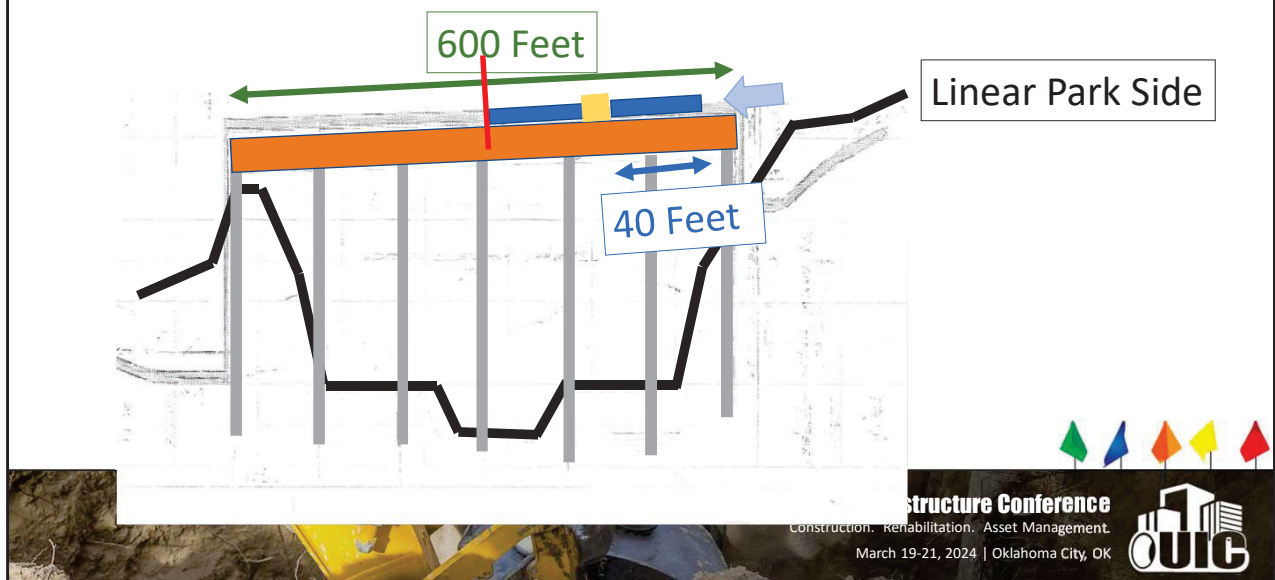 600 Feet
Linear Park Side
40 Feet
structure Conference
Construction. Rehabilitation. Asset Management.
March 19-21, 2024 | Oklahoma City, OK
UIC